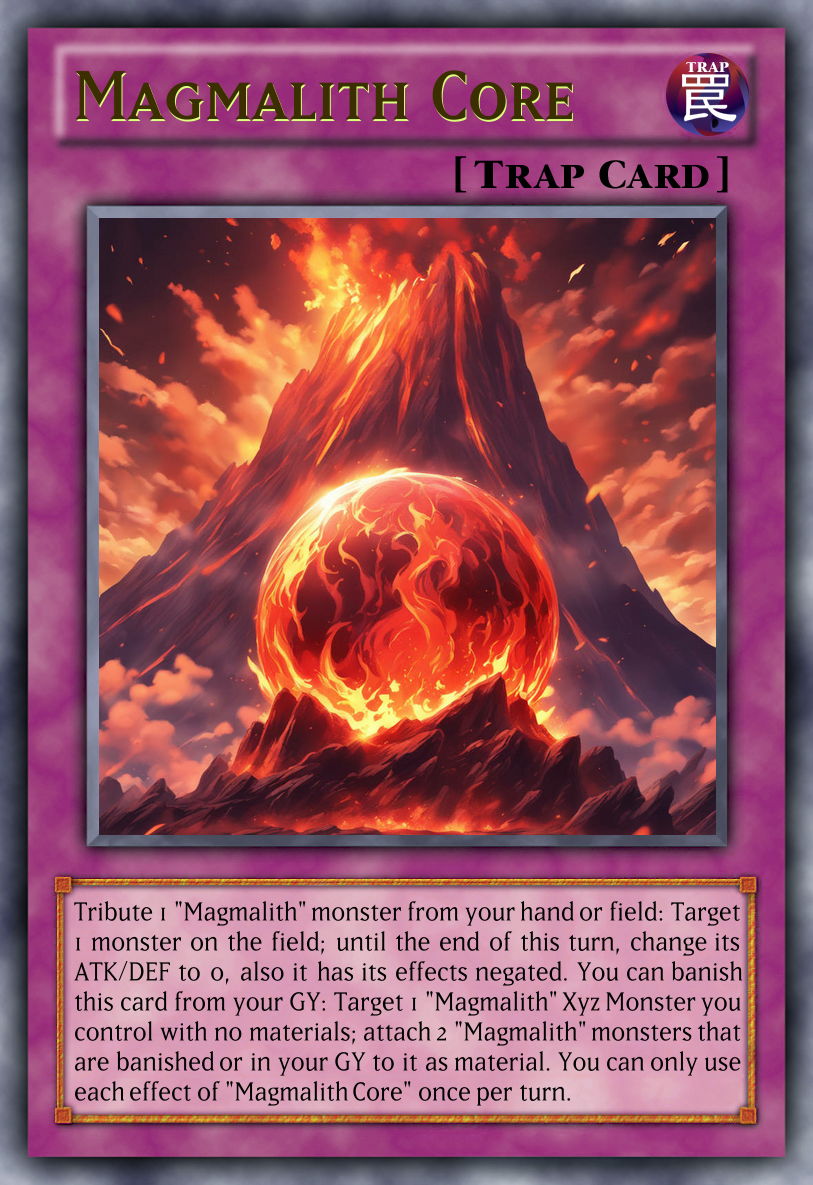 Magmalith Core
TRAP
罠
[Trap Card]
Tribute 1 "Magmalith" monster from your hand or field: Target
1 monster on the field; until the end of this turn, change its
ATK/DEF to 0, also it has its effects negated. You can banish
this card from your GY: Target 1 "Magmalith" Xyz Monster you
control with no materials; attach 2 "Magmalith" monsters that
are banished or in your GY to it as material. You can only use
each effect of "Magmalith Core" once per turn.